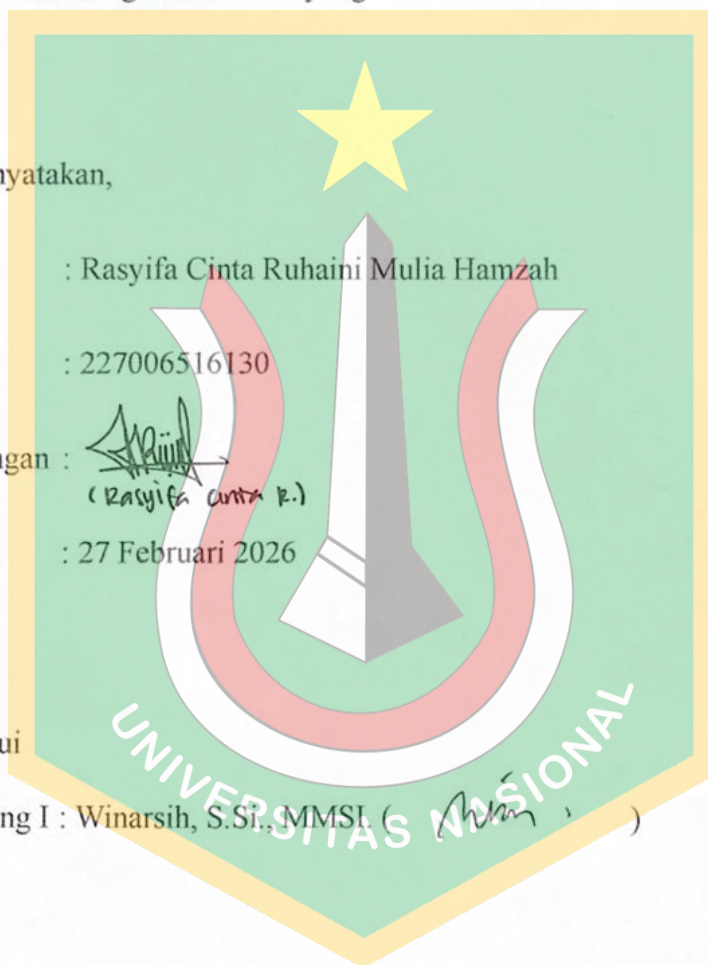 nyatakan,
: Rasyifa Cinta Ruhaini Mulia Hamzah
: 227006516130
ngan :
(Rasyifa cinta R.)
: 27 Februari 2026
ui
ng I : Winarsih, S.Si., MMSI. ( )
UNIVERSITAS NASIONAL